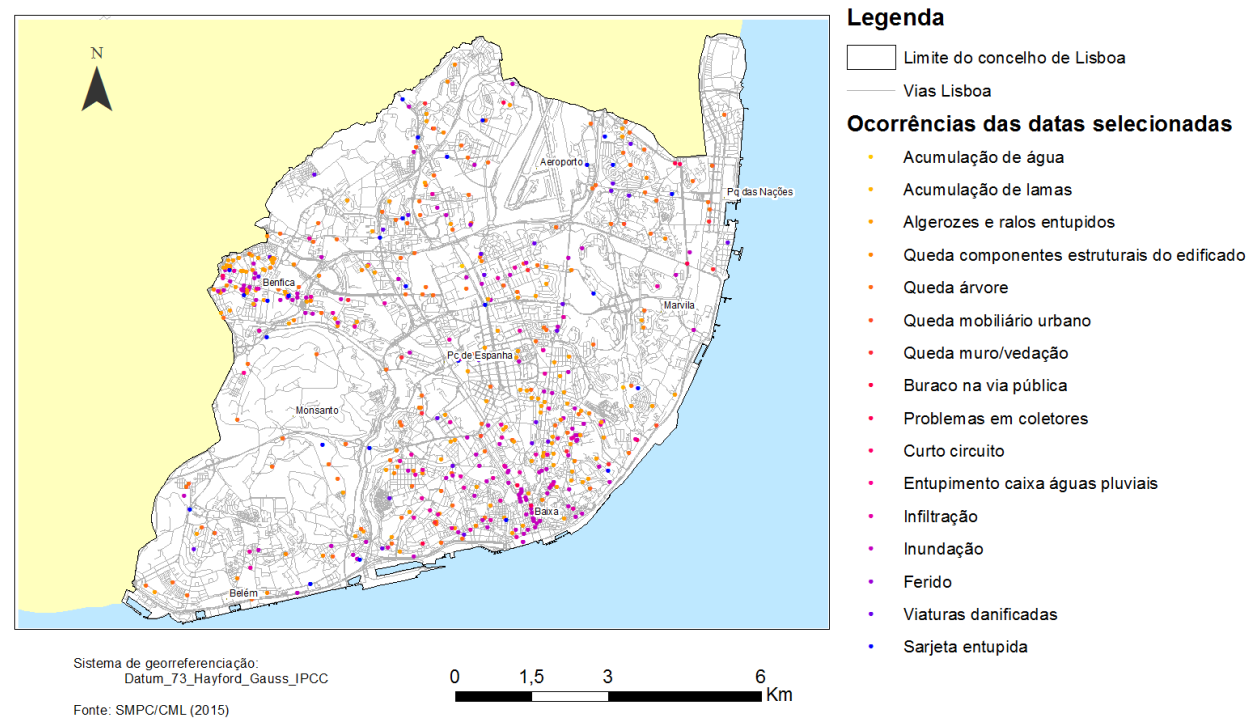 N
Aeroporto
Pq das Nações
Benfica
Marvila
Pc de Espanha
Monsanto
Baixa
Belém
Legenda
Limite do concelho de Lisboa
Vias Lisboa
Ocorrências das datas selecionadas
Acumulação de água
Acumulação de lamas
Algerozes e ralos entupidos
Queda componentes estruturais do edificado
Queda árvore
Queda mobiliário urbano
Queda muro/vedação
Buraco na via pública
Problemas em coletores
Curto circuito
Entupimento caixa águas pluviais
Infiltração
Inundação
Ferido
Viaturas danificadas
Sarjeta entupida
Sistema de georreferenciação:
Datum_73_Hayford_Gauss_IPCC
Fonte: SMPC/CML (2015)
0 1,5 3 6
Km